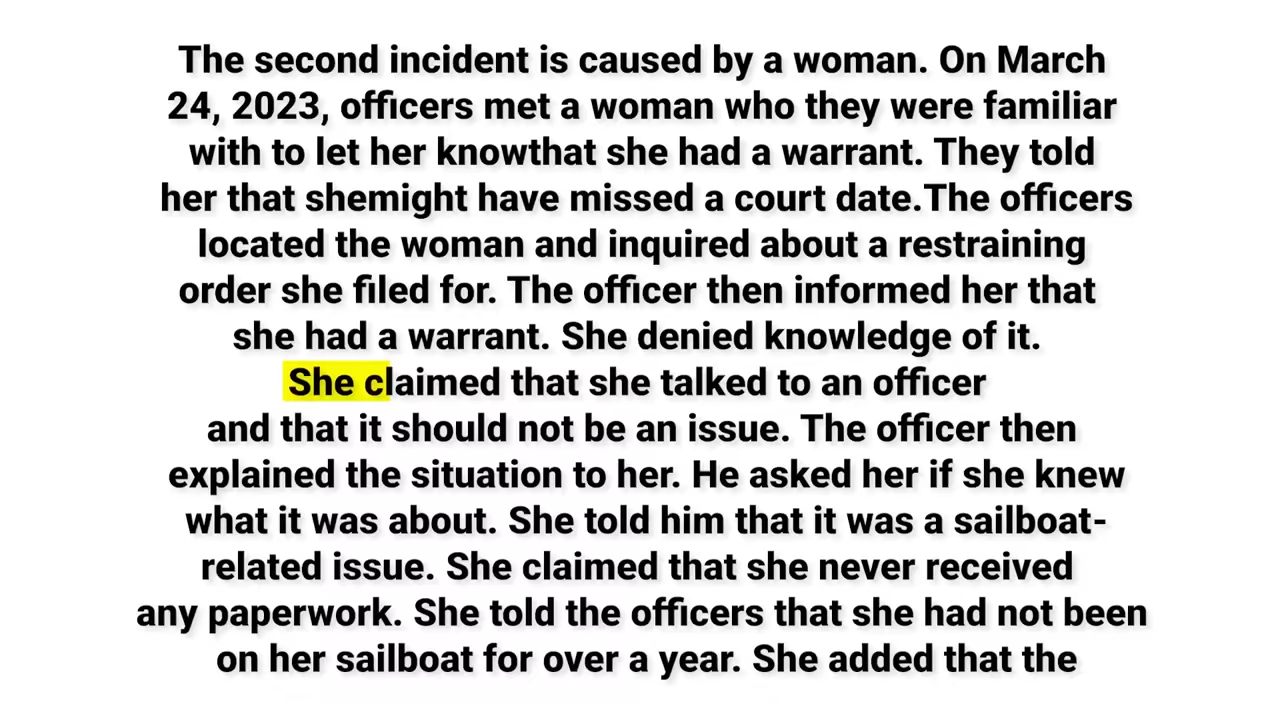 The second incident is caused by a woman. On March
24, 2023, officers met a woman who they were familiar
with to let her knowthat she had a warrant. They told
her that shemight have missed a court date.The officers
located the woman and inquired about a restraining
order she filed for. The officer then informed her that
she had a warrant. She denied knowledge of it.
She claimed that she talked to an officer
and that it should not be an issue. The officer then
explained the situation to her. He asked her if she knew
what it was about. She told him that it was a sailboat-
related issue. She claimed that she never received
any paperwork. She told the officers that she had not been
on her sailboat for over a year. She added that the